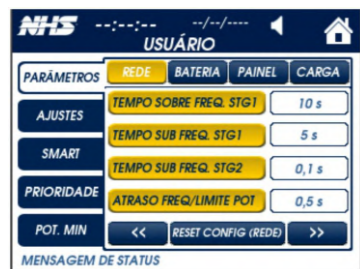 NHS --:--:-- --/--/----
USUÁRIO
PARÂMETROS REDE BATERIA PAINEL CARGA
TEMPO SOBRE FREQ. STG1 10 s
AJUSTES
TEMPO SUB FREQ. STG1 5 s
SMART
TEMPO SUB FREQ. STG2 0,1 s
PRIORIDADE
ATRASO FREQ/LIMITE POT 0,5 s
POT. MIN << RESET CONFIG (REDE) >>
MENSAGEM DE STATUS